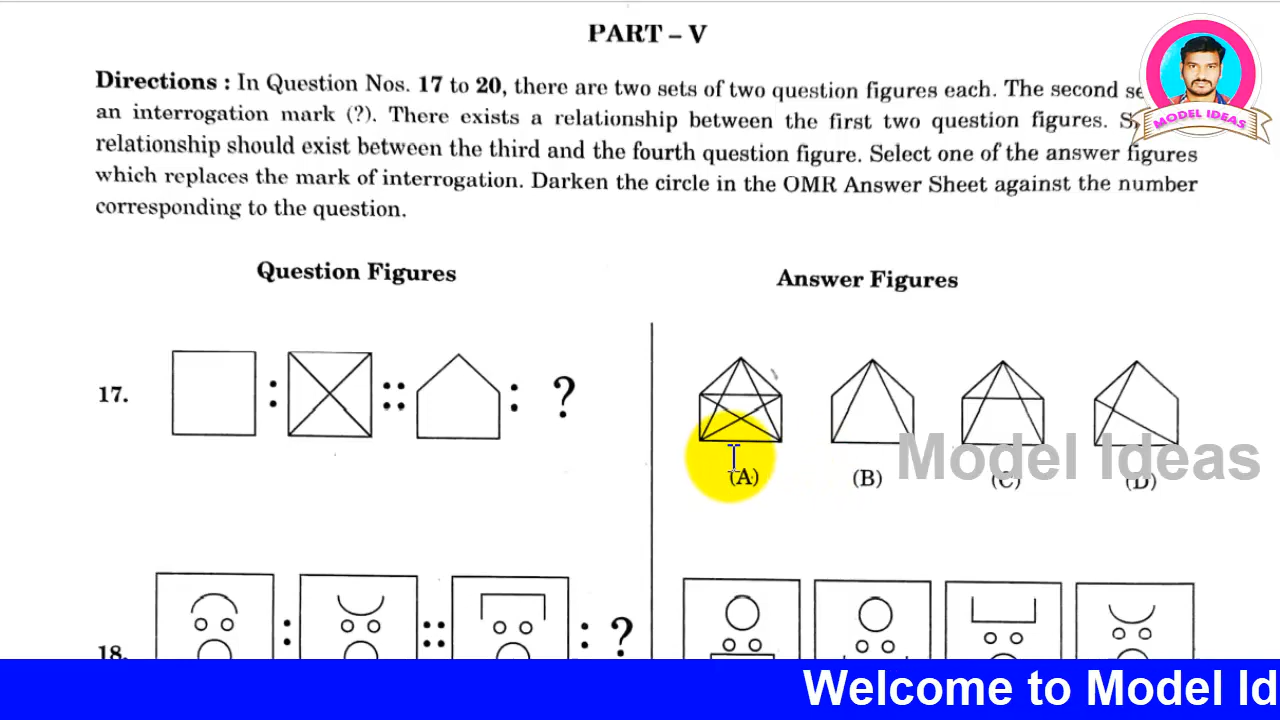 PART – V
Directions : In Question Nos. 17 to 20, there are two sets of two question figures each. The second
an interrogation mark (?). There exists a relationship between the first two question figures.
relationship should exist between the third and the fourth question figure. Select one of the answer figures
which replaces the mark of interrogation. Darken the circle in the OMR Answer Sheet against the number
corresponding to the question.
MODEL IDEAS
Question Figures
Answer Figures
17.
: :: : ?
(A) (B) (C) (D)
Model Ideas
18.
: :: : ?
Welcome to Model Id